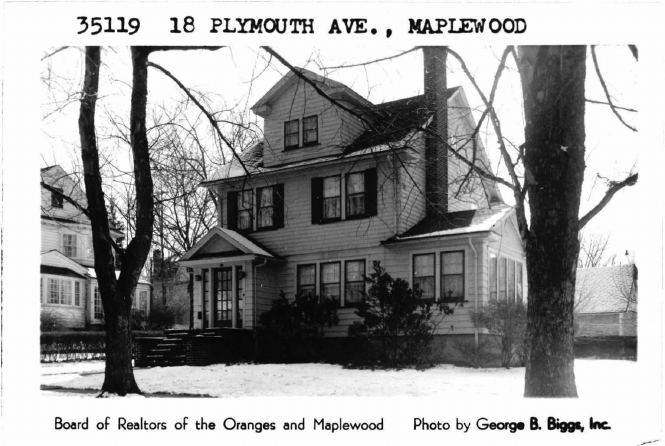 35119 18 PLYMOUTH AVE., MAPLEWOOD
Board of Realtors of the Oranges and Maplewood Photo by George B. Biggs, Inc.